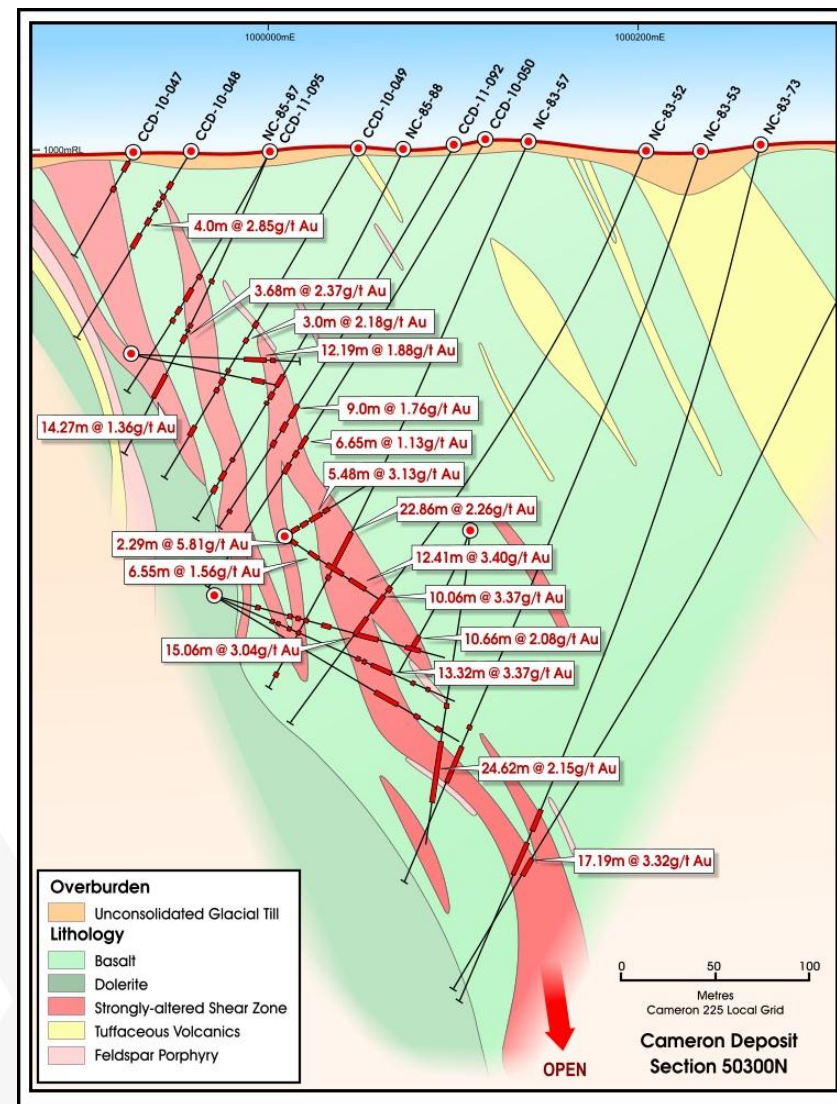 1000000mE
1000200mE
CCD-10-047
CCD-10-048
NC-85-87
CCD-11-095
CCD-10-049
NC-85-88
CCD-11-092
CCD-10-050
NC-83-57
NC-83-52
NC-83-53
NC-83-73
1000mRL
4.0m @ 2.85g/t Au
3.68m @ 2.37g/t Au
3.0m @ 2.18g/t Au
12.19m @ 1.88g/t Au
14.27m @ 1.36g/t Au
9.0m @ 1.76g/t Au
6.65m @ 1.13g/t Au
5.48m @ 3.13g/t Au
22.86m @ 2.26g/t Au
2.29m @ 5.81g/t Au
12.41m @ 3.40g/t Au
6.55m @ 1.56g/t Au
10.06m @ 3.37g/t Au
10.66m @ 2.08g/t Au
15.06m @ 3.04g/t Au
13.32m @ 3.37g/t Au
24.62m @ 2.15g/t Au
17.19m @ 3.32g/t Au
Overburden
Unconsolidated Glacial Till
Lithology
Basalt
Dolerite
Strongly-altered Shear Zone
Tuffaceous Volcanics
Feldspar Porphyry
OPEN
0 50 100
Metres
Cameron 225 Local Grid
Cameron Deposit
Section 50300N